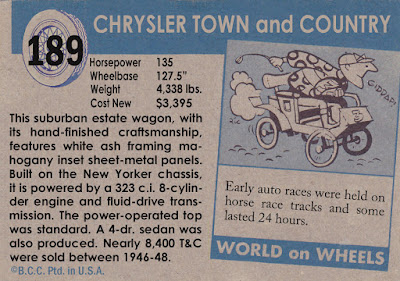 189
CHRYSLER TOWN and COUNTRY
Horsepower 135
Wheelbase 127.5"
Weight 4,338 lbs.
Cost New $3,395
This suburban estate wagon, with
its hand-finished craftsmanship,
features white ash framing ma-
hogany inset sheet-metal panels.
Built on the New Yorker chassis,
it is powered by a 323 c.i. 8-cylin-
der engine and fluid-drive trans-
mission. The power-operated top
was standard. A 4-dr. sedan was
also produced. Nearly 8,400 T&C
were sold between 1946-48.
©B.C.C. Ptd. in U.S.A.
GIDDAP!
Early auto races were held on
horse race tracks and some
lasted 24 hours.
WORLD on WHEELS